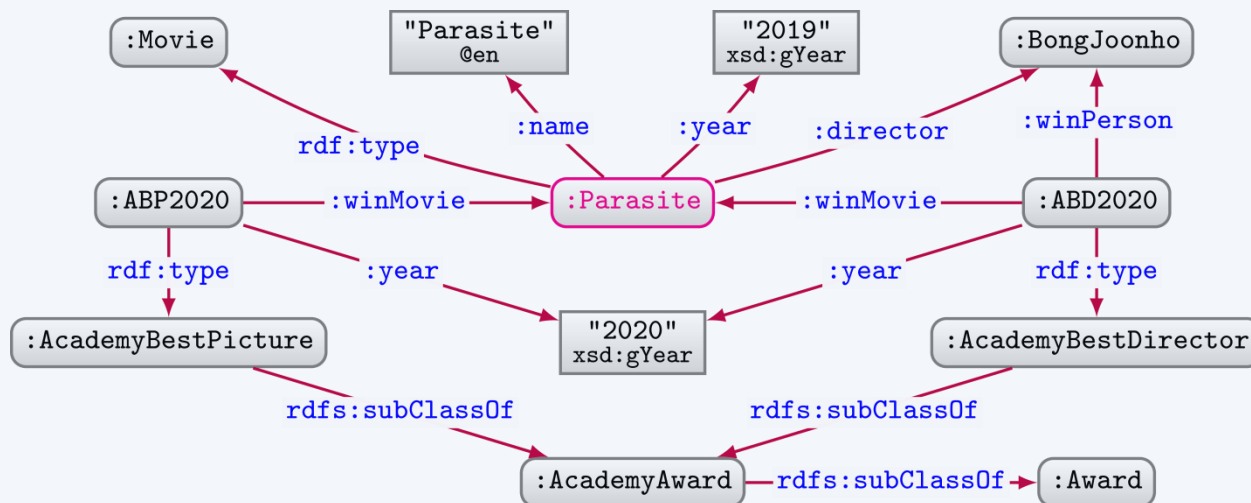 :Movie
"Parasite"
@en
"2019"
xsd:gYear
:BongJoonho
rdf:type
:name
:year
:director
:winPerson
:ABP2020
:winMovie
:Parasite
:winMovie
:ABD2020
rdf:type
:year
:year
rdf:type
:AcademyBestPicture
"2020"
xsd:gYear
:AcademyBestDirector
rdfs:subClassOf
rdfs:subClassOf
:AcademyAward
rdfs:subClassOf
:Award